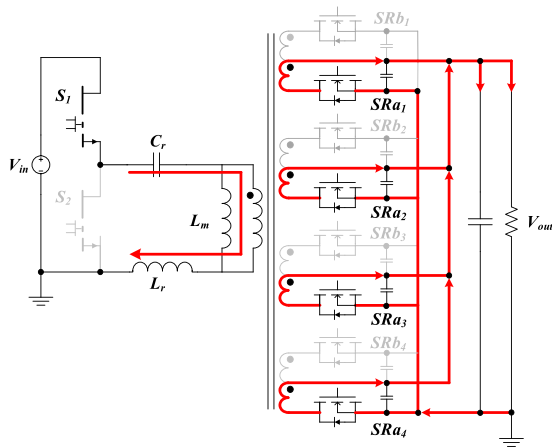 SRb1
S1
SRa1
Cr
SRb2
Vin
S2
Lm
SRa2
Vout
SRb3
Lr
SRa3
SRb4
SRa4